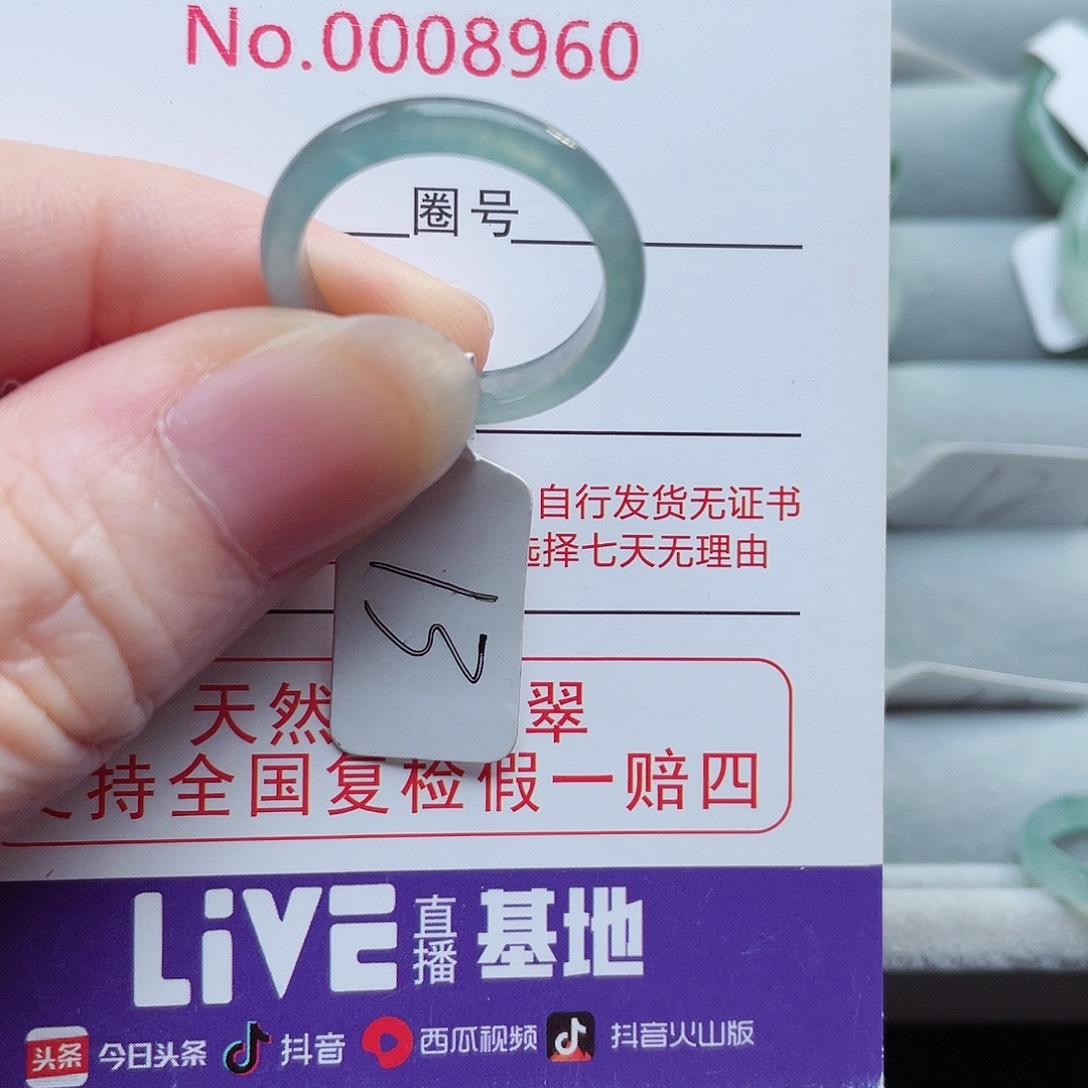 No.0008960
圈号
自行发货无证书
择七天无理由
13
天然 翠
持全国复检假一赔四
LiVE直播基地
头条 今日头条 抖音 西瓜视频 抖音火山版